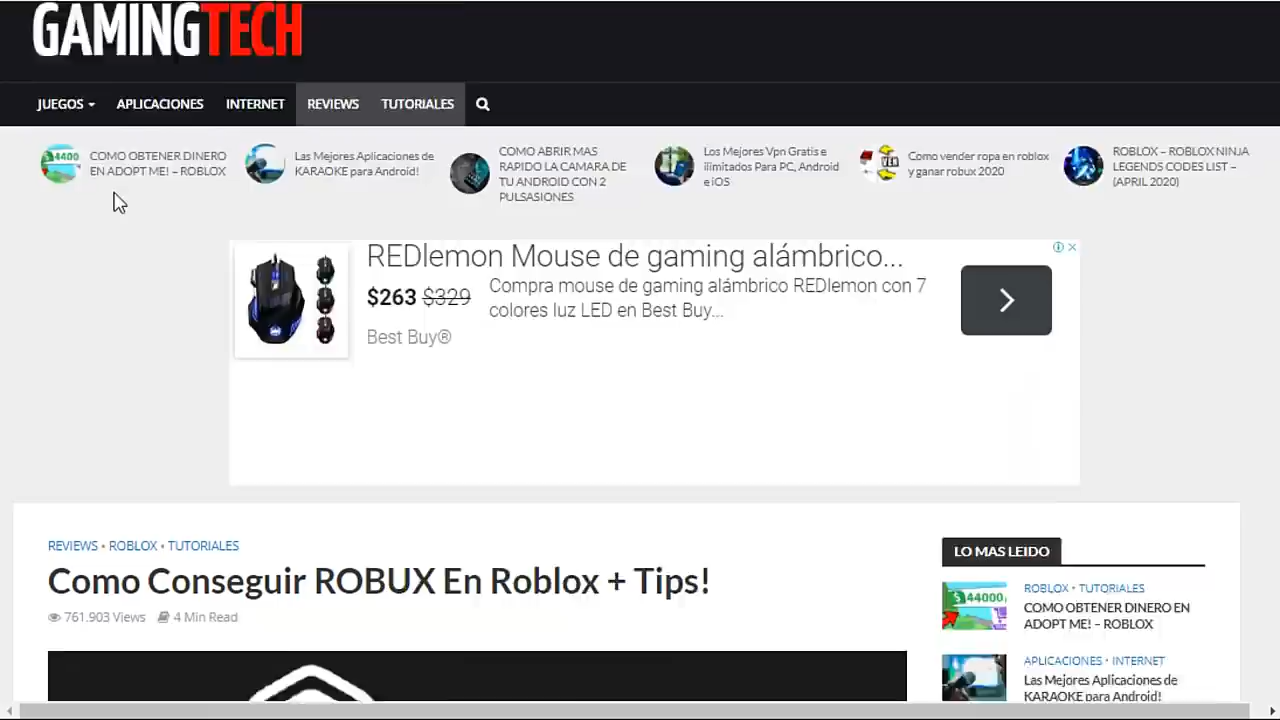 GAMINGTECH
JUEGOS APLICACIONES INTERNET REVIEWS TUTORIALES
4400
COMO OBTENER DINERO
EN ADOPT ME! – ROBLOX
Las Mejores Aplicaciones de
KARAOKE para Android!
COMO ABRIR MAS
RAPIDO LA CAMARA DE
TU ANDROID CON 2
PULSASIONES
Los Mejores Vpn Gratis e
ilimitados Para PC, Android
e iOS
Como vender ropa en roblox
y ganar robux 2020
ROBLOX – ROBLOX NINJA
LEGENDS CODES LIST –
(APRIL 2020)
REDlemon Mouse de gaming alámbrico...
$263 $329
Compra mouse de gaming alámbrico REDlemon con 7
colores luz LED en Best Buy...
Best Buy®
REVIEWS • ROBLOX • TUTORIALES
Como Conseguir ROBUX En Roblox + Tips!
761.903 Views 4 Min Read
LO MAS LEIDO
$44000
ROBLOX • TUTORIALES
COMO OBTENER DINERO EN
ADOPT ME! – ROBLOX
APLICACIONES • INTERNET
Las Mejores Aplicaciones de
KARAOKE para Android!